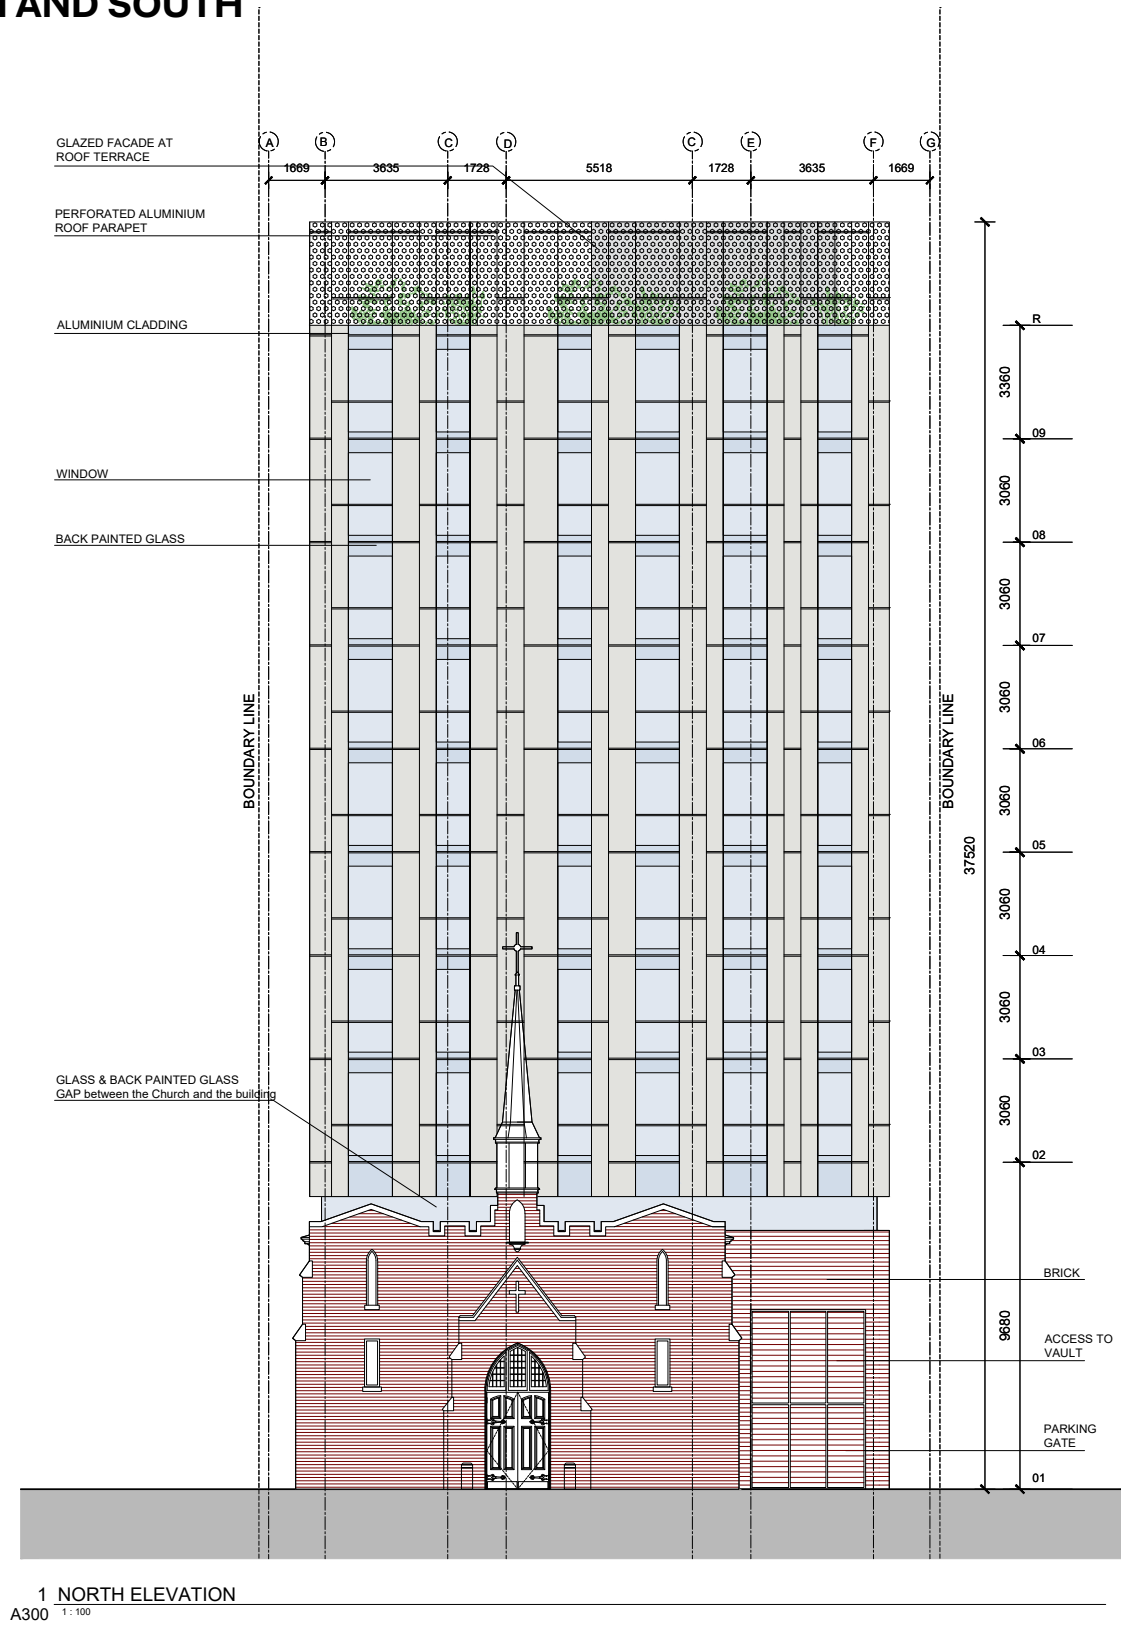 AND SOUTH
GLAZED FACADE AT
ROOF TERRACE
A B C D C E F G
1669 3635 1728 5518 1728 3635 1669
PERFORATED ALUMINIUM
ROOF PARAPET
ALUMINIUM CLADDING
R
3360
09
WINDOW
3060
08
BACK PAINTED GLASS
3060
07
3060
BOUNDARY LINE
BOUNDARY LINE
06
3060
37520
05
3060
04
3060
03
GLASS & BACK PAINTED GLASS
GAP between the Church and the building
3060
02
BRICK
9680
ACCESS TO
VAULT
PARKING
GATE
01
1 NORTH ELEVATION
A300 1 : 100